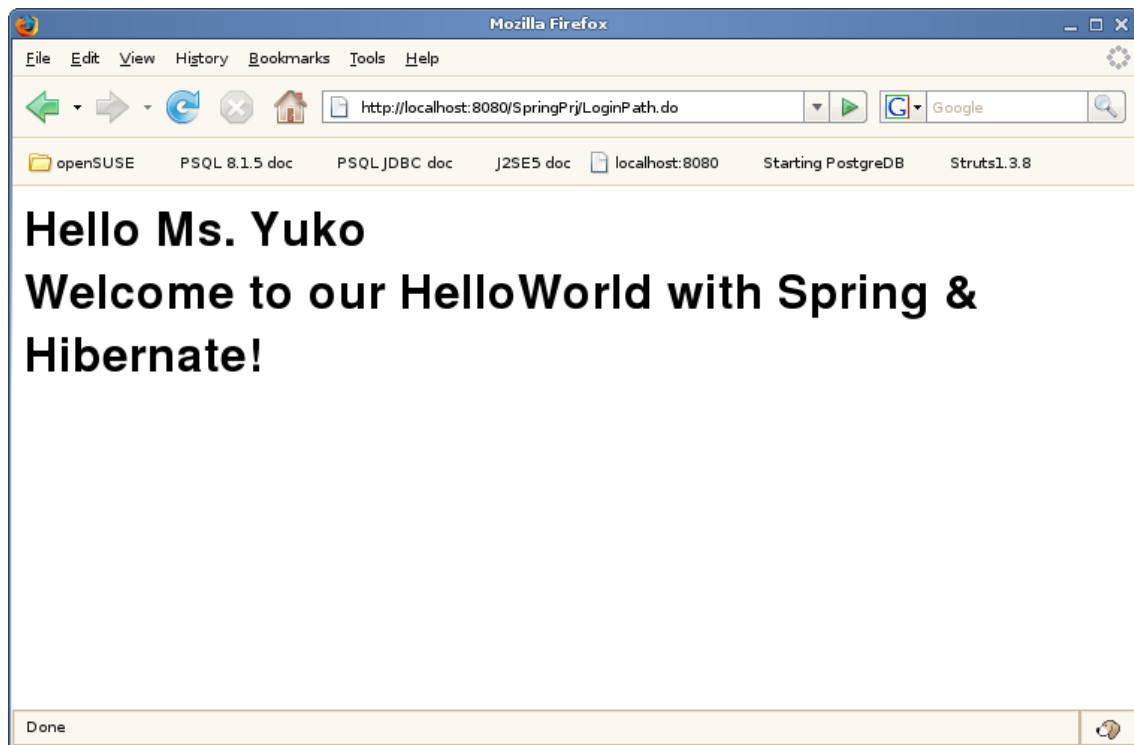 Mozilla Firefox
File Edit View History Bookmarks Tools Help
http://localhost:8080/SpringPrj/LoginPath.do
G Google
openSUSE PSQL 8.1.5 doc PSQL JDBC doc J2SE5 doc localhost:8080 Starting PostgreDB Struts1.3.8
Hello Ms. Yuko
Welcome to our HelloWorld with Spring &
Hibernate!
Done